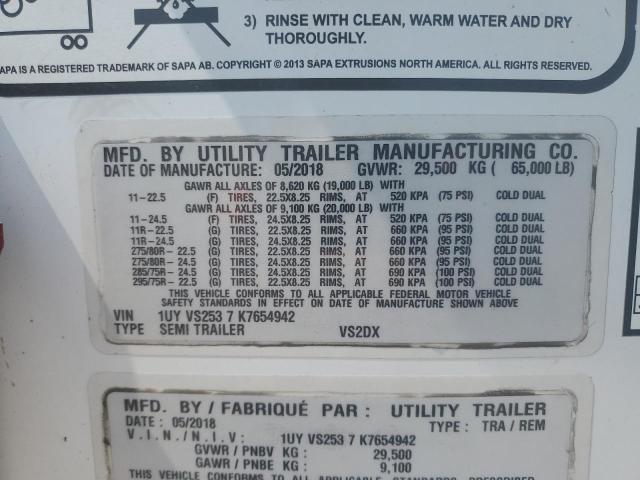 3) RINSE WITH CLEAN, WARM WATER AND DRY
THOROUGHLY.
SAPA IS A REGISTERED TRADEMARK OF SAPA AB. COPYRIGHT © 2013 SAPA EXTRUSIONS NORTH AMERICA. ALL RIGHTS RESERVED.
MFD. BY UTILITY TRAILER MANUFACTURING CO.
DATE OF MANUFACTURE: 05/2018 GVWR: 29,500 KG ( 65,000 LB)
GAWR ALL AXLES OF 8,620 KG (19,000 LB) WITH
11-22.5 (F) TIRES, 22.5X8.25 RIMS, AT 520 KPA (75 PSI) COLD DUAL
GAWR ALL AXLES OF 9,100 KG (20,000 LB) WITH
11-24.5 (F) TIRES, 24.5X8.25 RIMS, AT 520 KPA (75 PSI) COLD DUAL
11R-22.5 (G) TIRES, 22.5X8.25 RIMS, AT 660 KPA (95 PSI) COLD DUAL
11R-24.5 (G) TIRES, 24.5X8.25 RIMS, AT 660 KPA (95 PSI) COLD DUAL
275/80R-22.5 (G) TIRES, 22.5X8.25 RIMS, AT 660 KPA (95 PSI) COLD DUAL
275/80R-24.5 (G) TIRES, 24.5X8.25 RIMS, AT 660 KPA (95 PSI) COLD DUAL
285/75R-24.5 (G) TIRES, 24.5X8.25 RIMS, AT 690 KPA (100 PSI) COLD DUAL
295/75R-22.5 (G) TIRES, 22.5X8.25 RIMS, AT 690 KPA (100 PSI) COLD DUAL
THIS VEHICLE CONFORMS TO ALL APPLICABLE FEDERAL MOTOR VEHICLE
SAFETY STANDARDS IN EFFECT ON DATE OF MANUFACTURE SHOWN ABOVE
VIN 1UY VS253 7 K7654942
TYPE SEMI TRAILER VS2DX
MFD. BY / FABRIQUÉ PAR : UTILITY TRAILER
DATE : 05/2018 TYPE : TRA / REM
V.I.N./N.I.V: 1UY VS253 7 K7654942
GVWR / PNBV KG : 29,500
GAWR / PNBE KG : 9,100
THIS VEHICLE CONFORMS TO ALL APPLICABLE STANDARDS PRESCRIBED